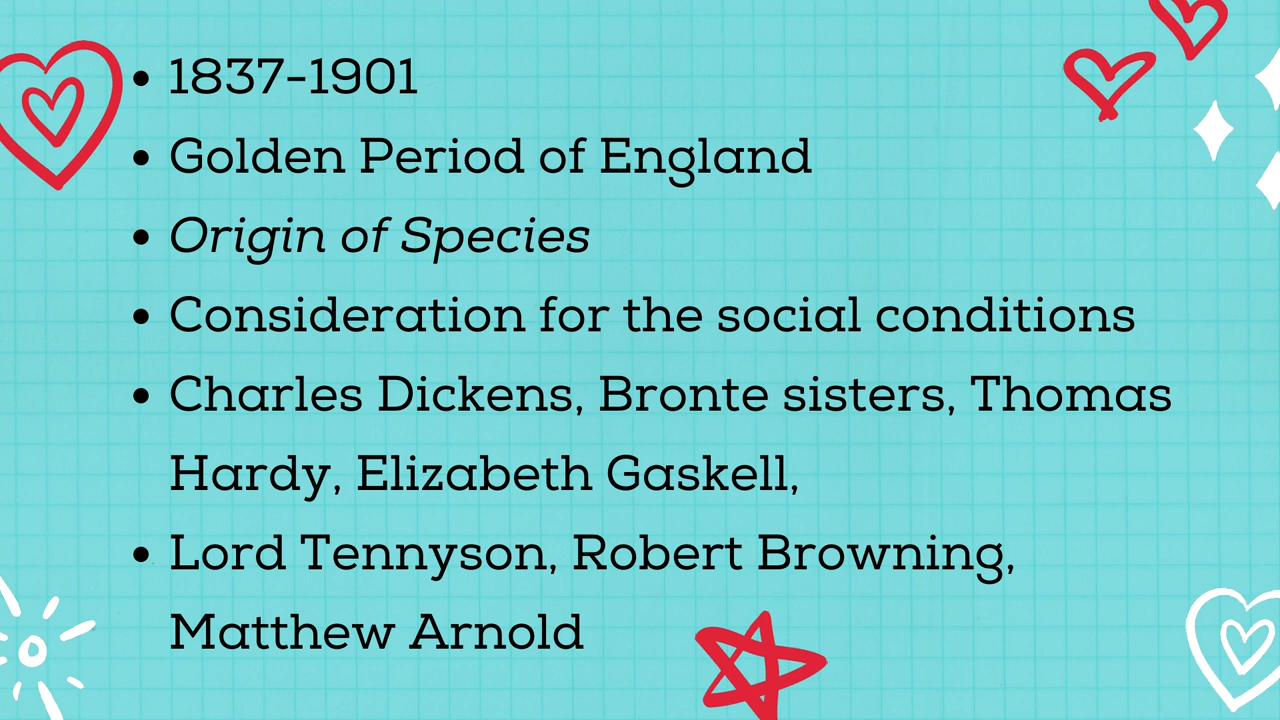 • 1837-1901
• Golden Period of England
• Origin of Species
• Consideration for the social conditions
• Charles Dickens, Bronte sisters, Thomas
Hardy, Elizabeth Gaskell,
• Lord Tennyson, Robert Browning,
Matthew Arnold